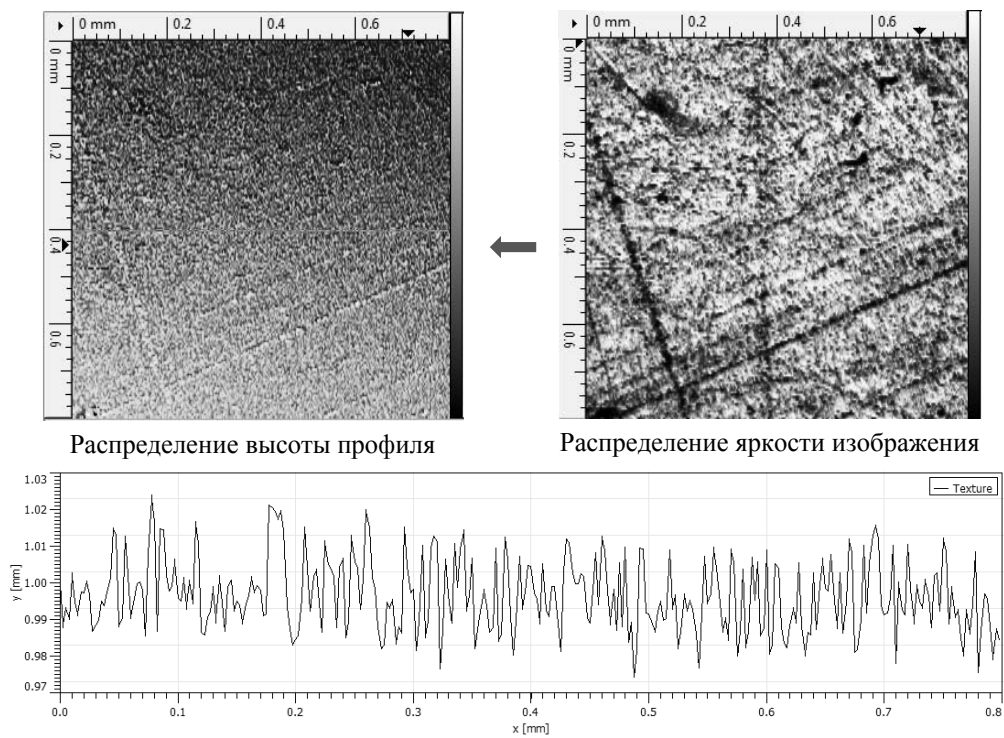 0 mm 0.2 0.4 0.6
0 mm 0.2 0.4 0.6
0 mm
0 mm
0.2
0.2
0.4
0.4
0.6
0.6
Распределение высоты профиля
Распределение яркости изображения
1.03
Texture
1.02
1.01
1.00
0.99
0.98
0.97
y [mm]
0.0 0.1 0.2 0.3 0.4 0.5 0.6 0.7 0.8
x [mm]